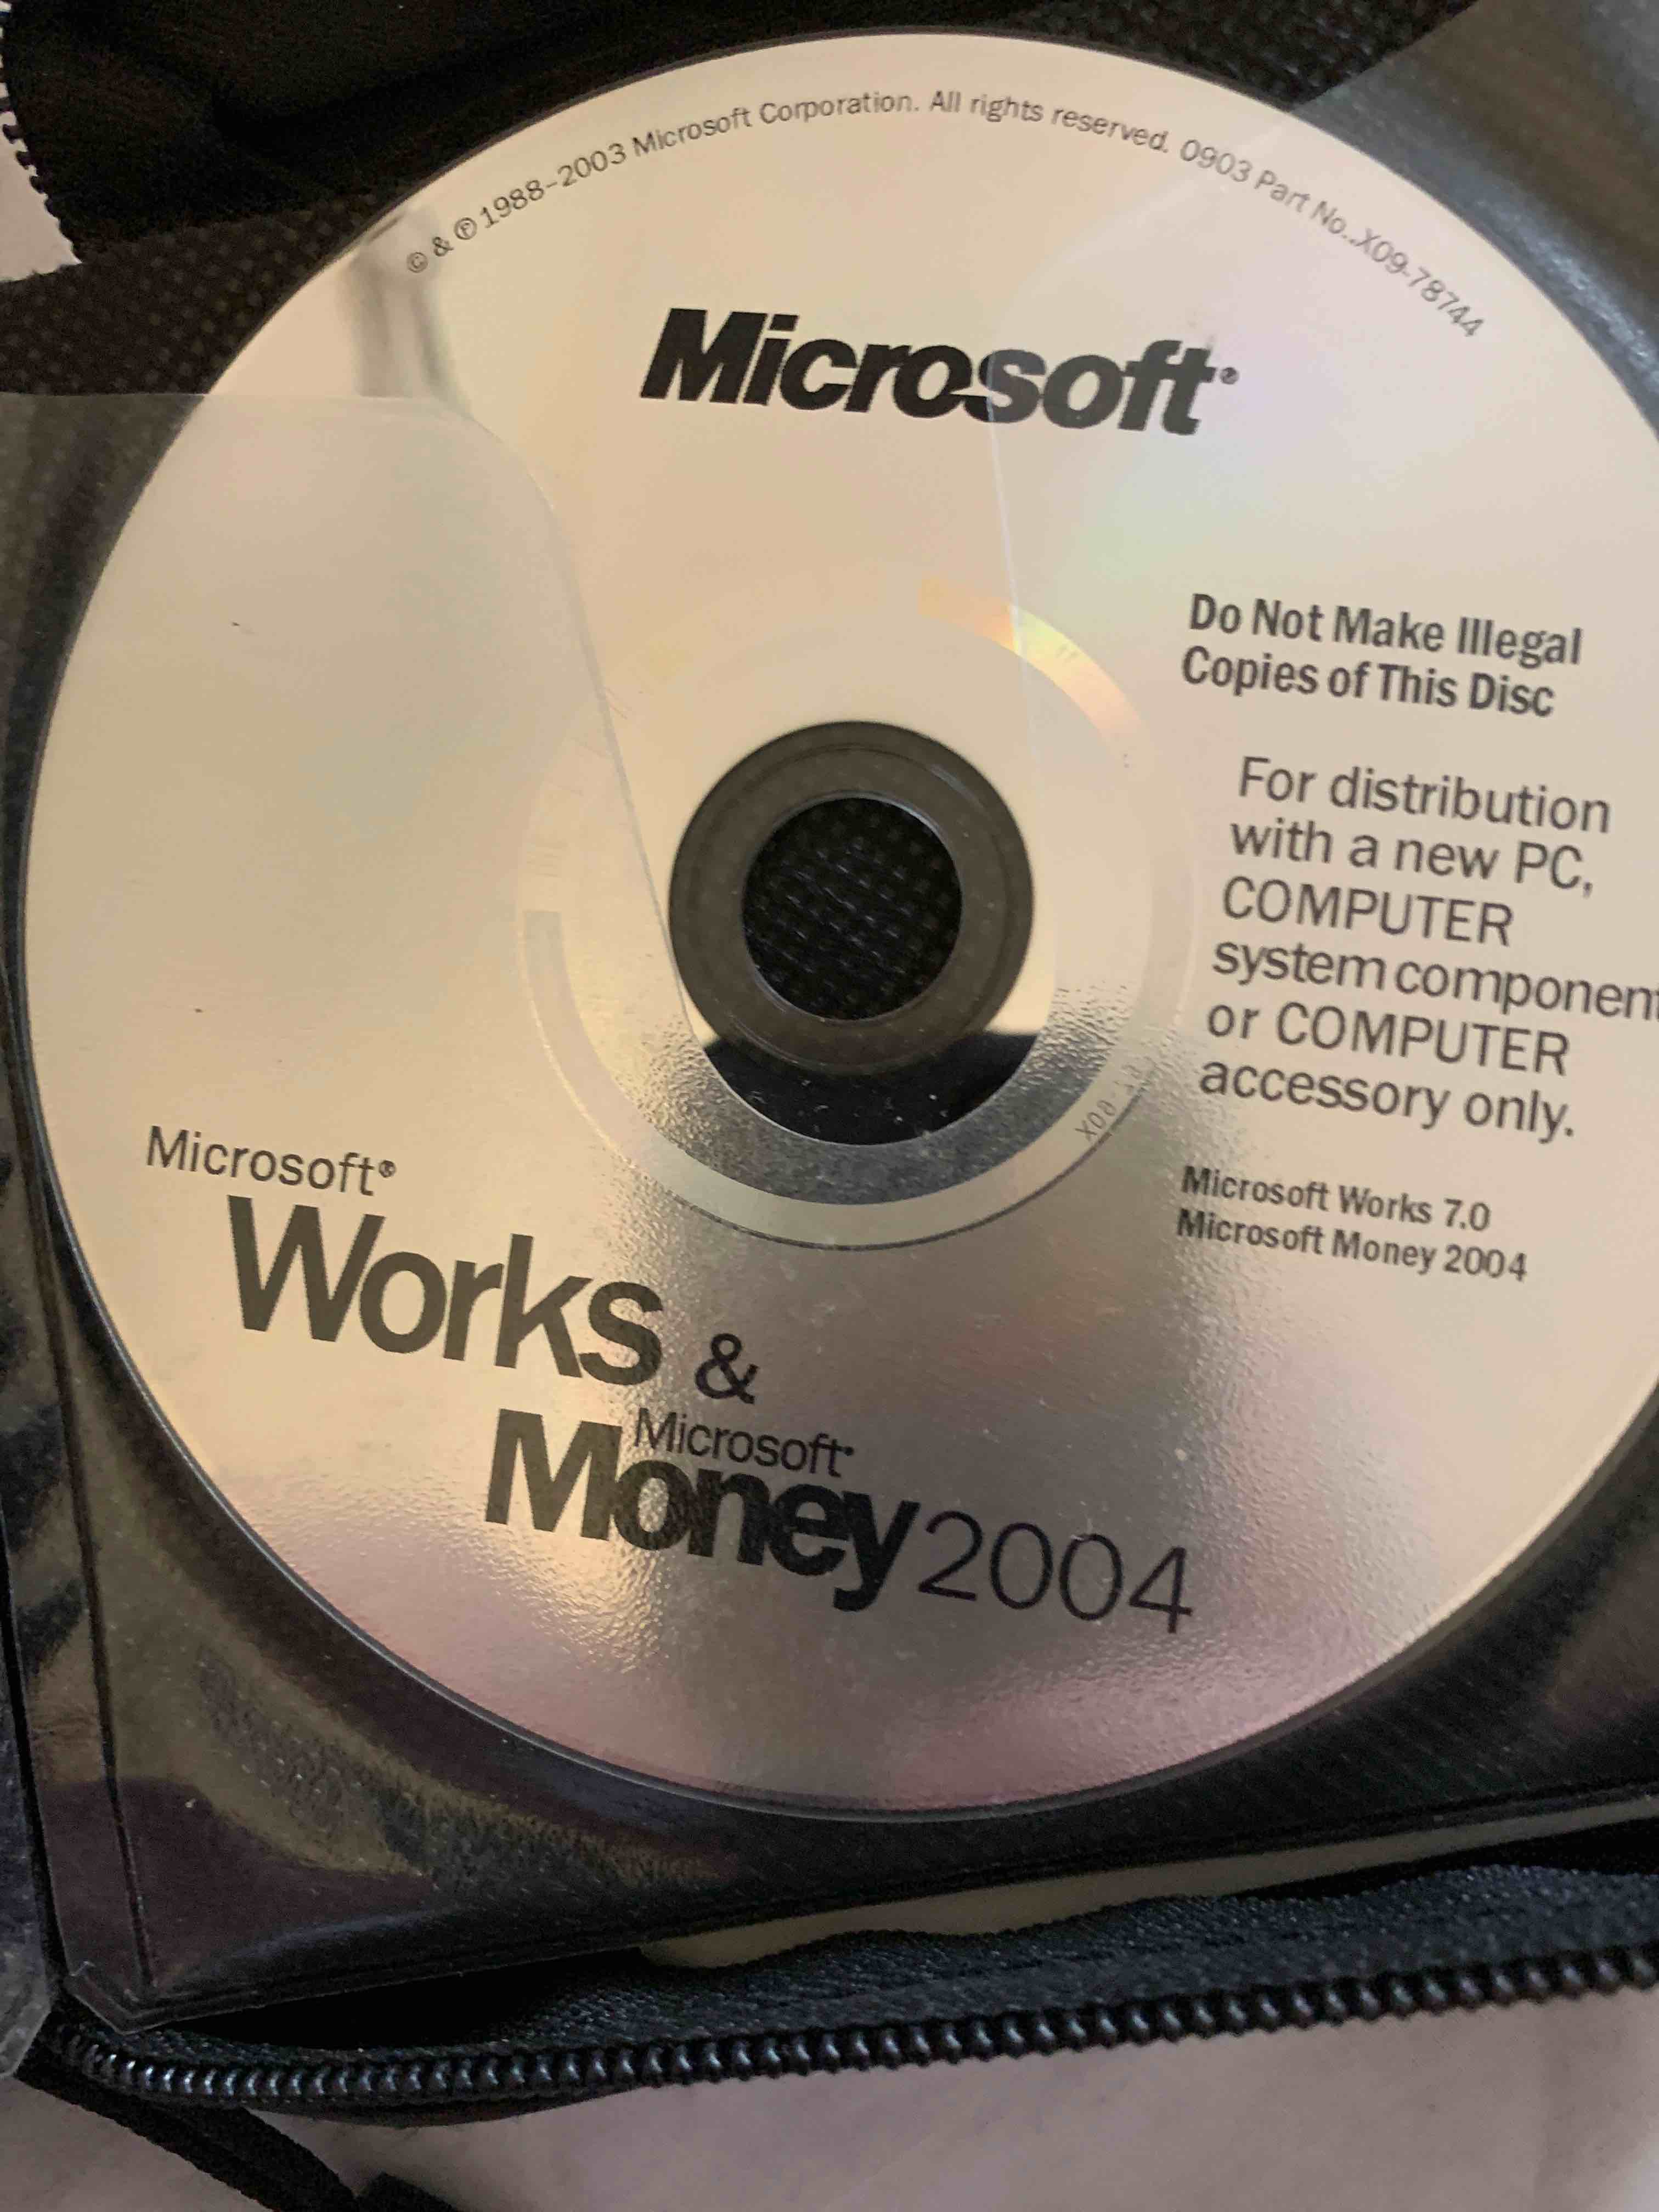 © & ℗ 1988-2003 Microsoft Corporation. All rights reserved. 0903 Part No. X09-78744
Microsoft®
Do Not Make Illegal
Copies of This Disc
For distribution
with a new PC,
COMPUTER
system component
or COMPUTER
accessory only.
Microsoft Works 7.0
Microsoft Money 2004
Microsoft®
Works &
Microsoft®
Money 2004